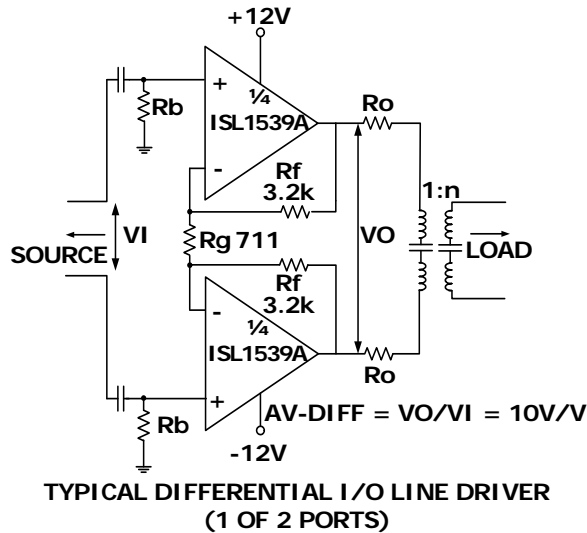 +12V
+
¼
Rb
ISL1539A
Ro
-
Rf
3.2k
1:n
VI
VO
SOURCE
Rg 711
LOAD
Rf
3.2k
-
¼
ISL1539A
Ro
+
AV-DIFF = VO/VI = 10V/V
Rb
-12V
TYPICAL DIFFERENTIAL I/O LINE DRIVER
(1 OF 2 PORTS)